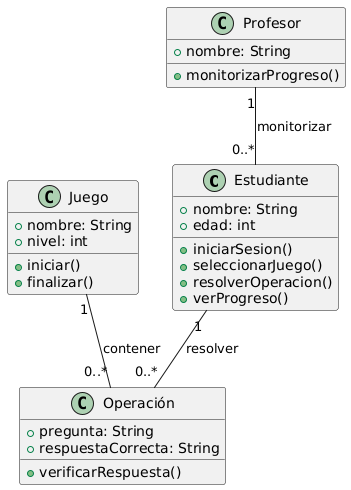 C Profesor
+ nombre: String
+ monitorizarProgreso()
1
monitorizar
0..*
C Estudiante
+ nombre: String
+ edad: int
+ iniciarSesion()
+ seleccionarJuego()
+ resolverOperacion()
+ verProgreso()
C Juego
+ nombre: String
+ nivel: int
+ iniciar()
+ finalizar()
1
contener
0..*
1
resolver
0..*
C Operación
+ pregunta: String
+ respuestaCorrecta: String
+ verificarRespuesta()